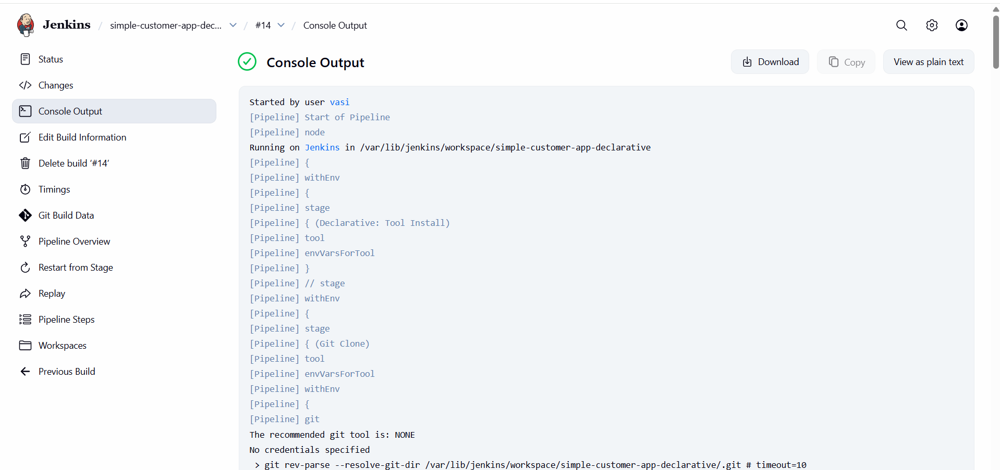 Jenkins / simple-customer-app-dec... / #14 / Console Output
Status
Changes
Console Output
Edit Build Information
Delete build ‘#14’
Timings
Git Build Data
Pipeline Overview
Restart from Stage
Replay
Pipeline Steps
Workspaces
Previous Build
Console Output
Download
Copy
View as plain text
Started by user vasi
[Pipeline] Start of Pipeline
[Pipeline] node
Running on Jenkins in /var/lib/jenkins/workspace/simple-customer-app-declarative
[Pipeline] {
[Pipeline] withEnv
[Pipeline] {
[Pipeline] stage
[Pipeline] { (Declarative: Tool Install)
[Pipeline] tool
[Pipeline] envVarsForTool
[Pipeline] }
[Pipeline] // stage
[Pipeline] withEnv
[Pipeline] {
[Pipeline] stage
[Pipeline] { (Git Clone)
[Pipeline] tool
[Pipeline] envVarsForTool
[Pipeline] withEnv
[Pipeline] {
[Pipeline] git
The recommended git tool is: NONE
No credentials specified
> git rev-parse --resolve-git-dir /var/lib/jenkins/workspace/simple-customer-app-declarative/.git # timeout=10